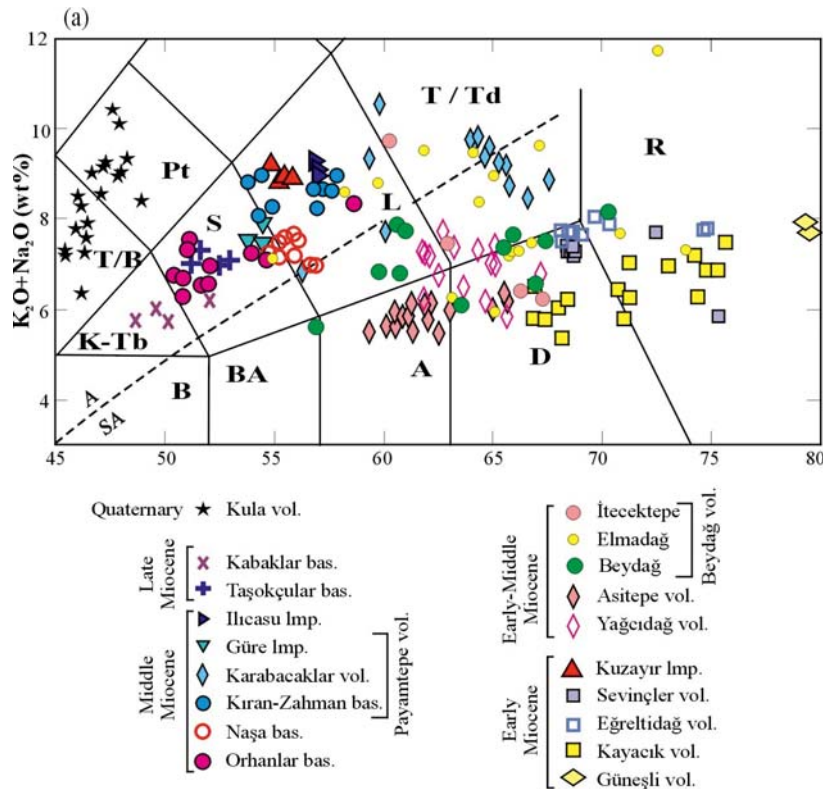 (a)
12
10
8
6
4
K₂O+Na₂O (wt%)
T / Td
R
Pt
L
S
T/B
K-Tb
B
BA
A
D
A
SA
45
50
55
60
65
70
75
80
Quaternary
Kula vol.
Late Miocene
Kabaklar bas.
Taşokçular bas.
Middle Miocene
Ilıcasu lmp.
Güre lmp.
Karabacaklar vol.
Kıran-Zahman bas.
Payamtepe vol.
Naşa bas.
Orhanlar bas.
Early-Middle Miocene
İtecektepe
Elmadağ
Beydağ
Beydağ vol.
Asitepe vol.
Yağcıdağ vol.
Early Miocene
Kuzayır lmp.
Sevinçler vol.
Eğreltidağ vol.
Kayacık vol.
Güneşli vol.